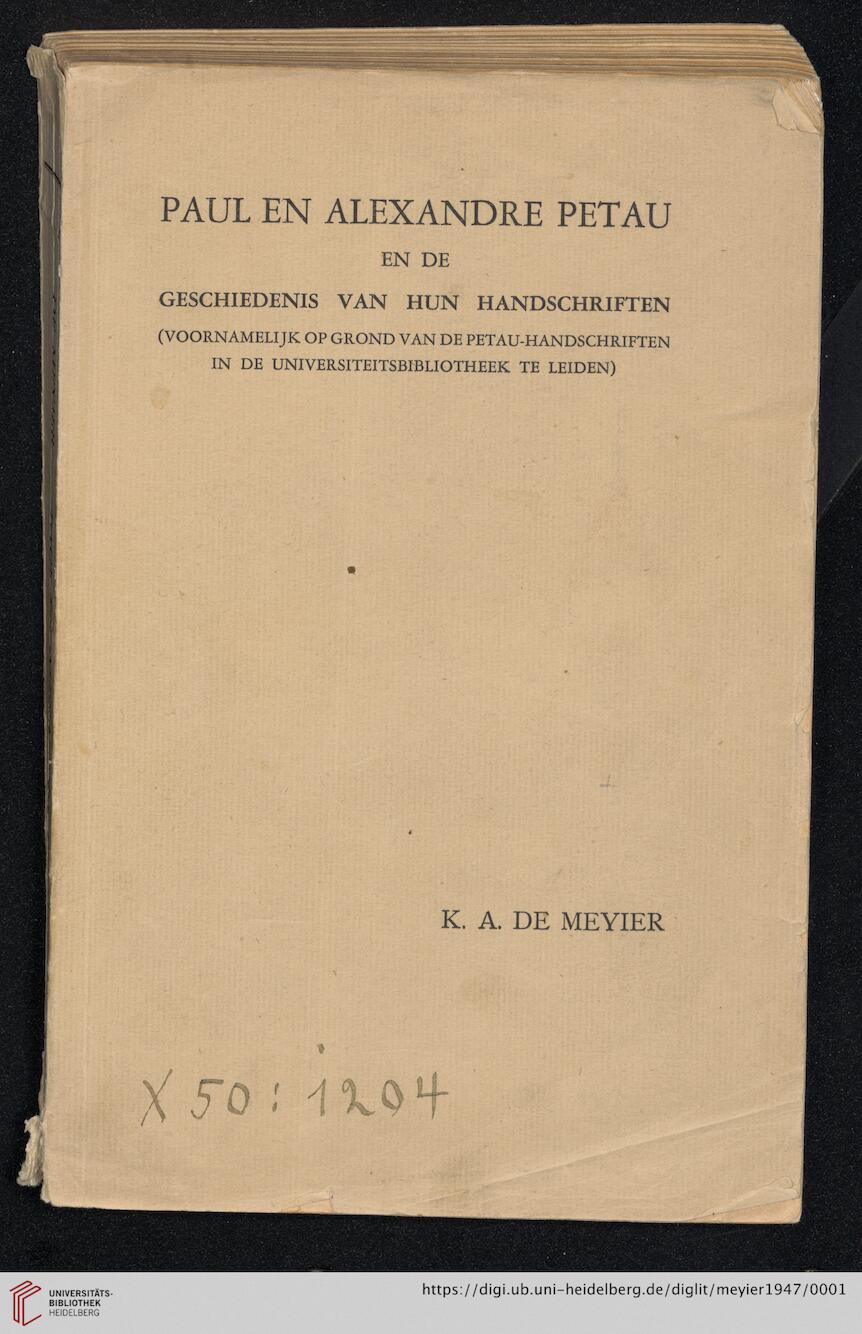 PAUL EN ALEXANDRE PETAU
EN DE
GESCHIEDENIS VAN HUN HANDSCHRIFTEN
(VOORNAMELIJK OP GROND VAN DE PETAU-HANDSCHRIFTEN
IN DE UNIVERSITEITSBIBLIOTHEEK TE LEIDEN)
K. A. DE MEYIER
X 50: 1204
UNIVERSITÄTS-
BIBLIOTHEK
HEIDELBERG
https://digi.ub.uni-heidelberg.de/diglit/meyier1947/0001